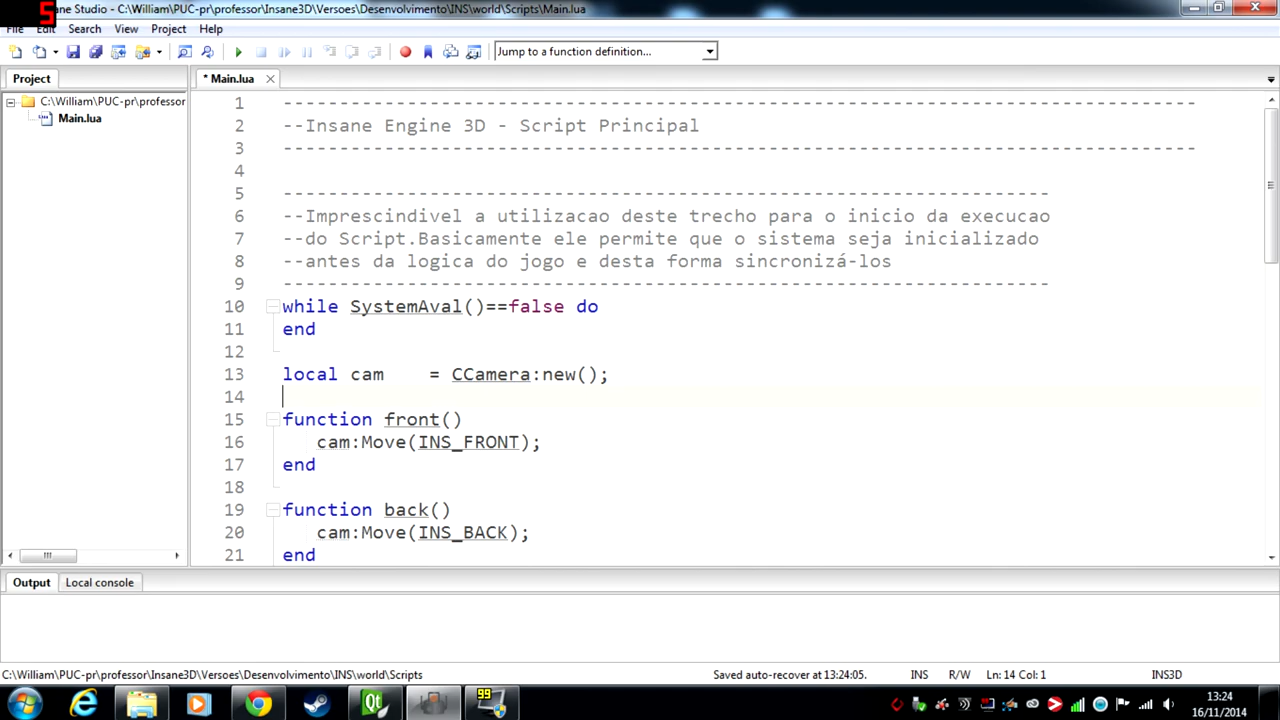 5
ne Studio - C:\William\PUC-pr\professor\Insane3D\Versoes\Desenvolvimento\INS\world\Scripts\Main.lua
File Edit Search View Project Help
Jump to a function definition...
Project
* Main.lua
C:\William\PUC-pr\professor
Main.lua
1 ---------------------------------------------------------------------------------
2 --Insane Engine 3D - Script Principal
3 ---------------------------------------------------------------------------------
4
5 --------------------------------------------------------------------
6 --Imprescindivel a utilizacao deste trecho para o inicio da execucao
7 --do Script.Basicamente ele permite que o sistema seja inicializado
8 --antes da logica do jogo e desta forma sincronizá-los
9 --------------------------------------------------------------------
10 while SystemAval()==false do
11 end
12
13 local cam    = CCamera:new();
14
15 function front()
16    cam:Move(INS_FRONT);
17 end
18
19 function back()
20    cam:Move(INS_BACK);
21 end
Output Local console
C:\William\PUC-pr\professor\Insane3D\Versoes\Desenvolvimento\INS\world\Scripts Saved auto-recover at 13:24:05. INS R/W Ln: 14 Col: 1 INS3D
99
13:24
16/11/2014